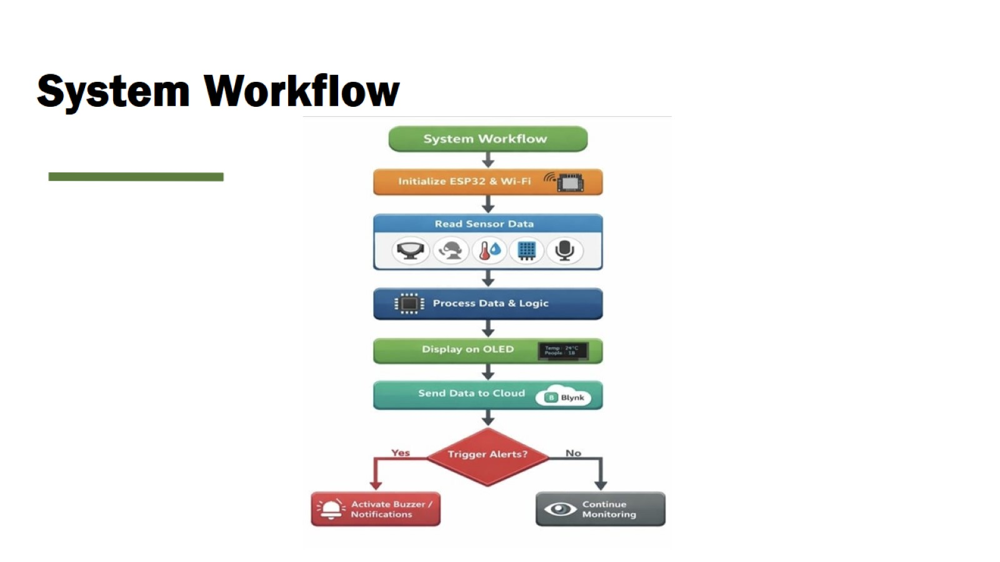 System Workflow
System Workflow
Initialize ESP32 & Wi-Fi
Read Sensor Data
Process Data & Logic
Display on OLED
Temp : 24°C
People : 18
Send Data to Cloud
B Blynk
Trigger Alerts?
Yes
No
Activate Buzzer /
Notifications
Continue
Monitoring